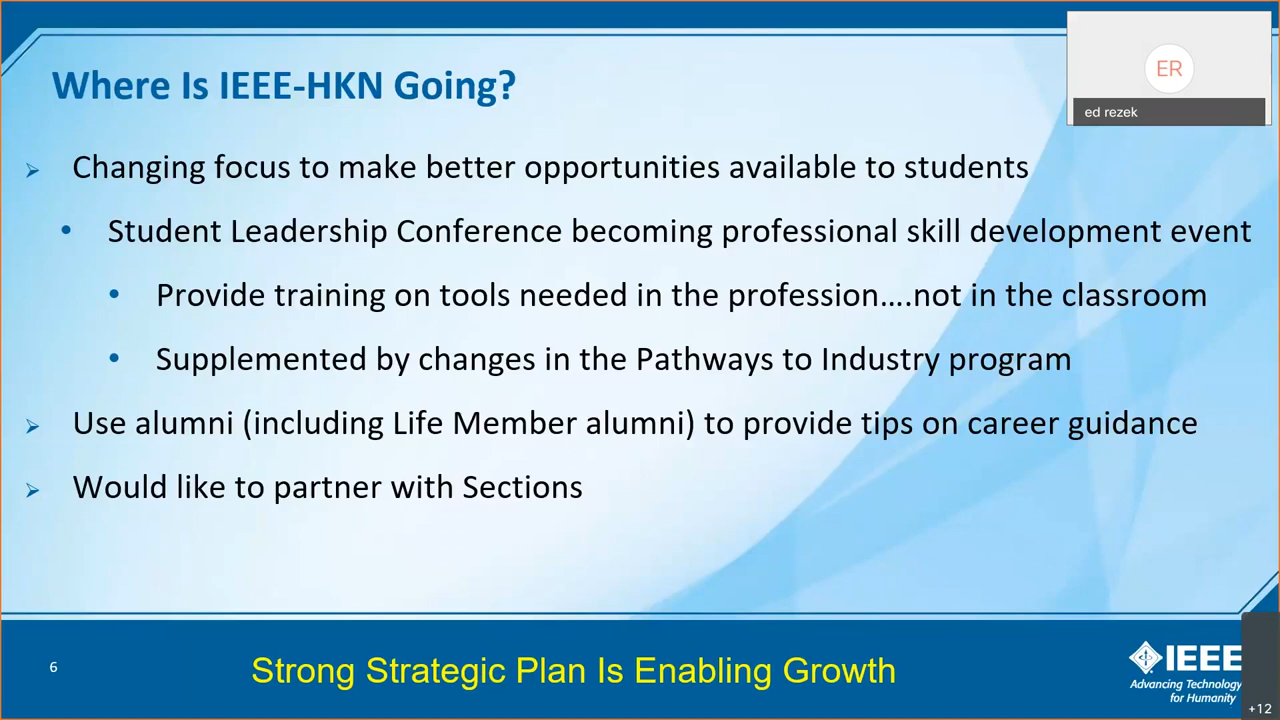 Where Is IEEE-HKN Going?
ER
ed rezek
Changing focus to make better opportunities available to students
Student Leadership Conference becoming professional skill development event
Provide training on tools needed in the profession....not in the classroom
Supplemented by changes in the Pathways to Industry program
Use alumni (including Life Member alumni) to provide tips on career guidance
Would like to partner with Sections
6
Strong Strategic Plan Is Enabling Growth
IEEE
Advancing Technology
for Humanity
+12